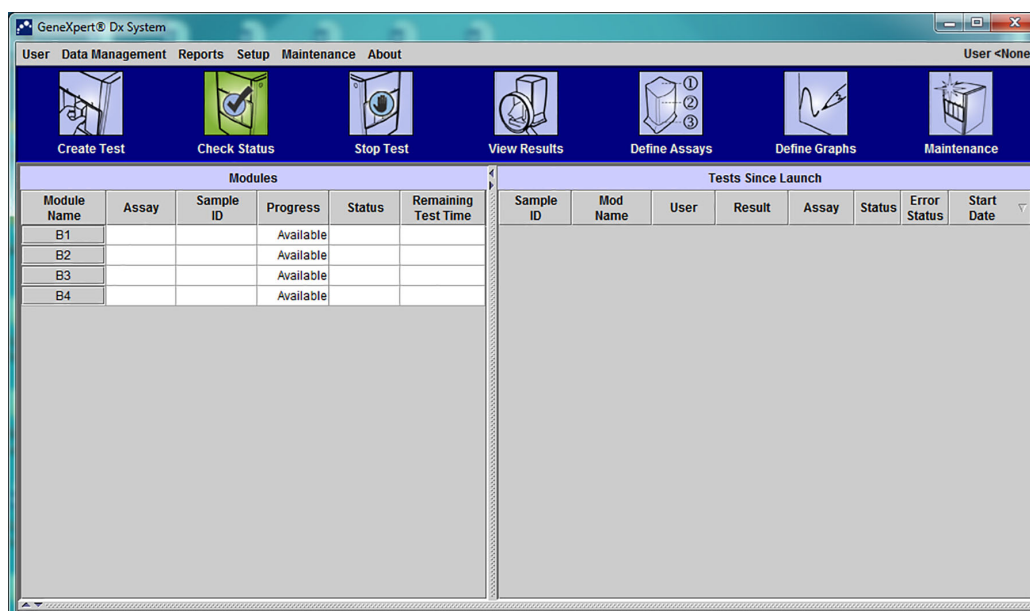 GeneXpert® Dx System
User Data Management Reports Setup Maintenance About User <None
Create Test Check Status Stop Test View Results Define Assays Define Graphs Maintenance
① ② ③
Modules
Module Name Assay Sample ID Progress Status Remaining Test Time
B1 Available
B2 Available
B3 Available
B4 Available
Tests Since Launch
Sample ID Mod Name User Result Assay Status Error Status Start Date